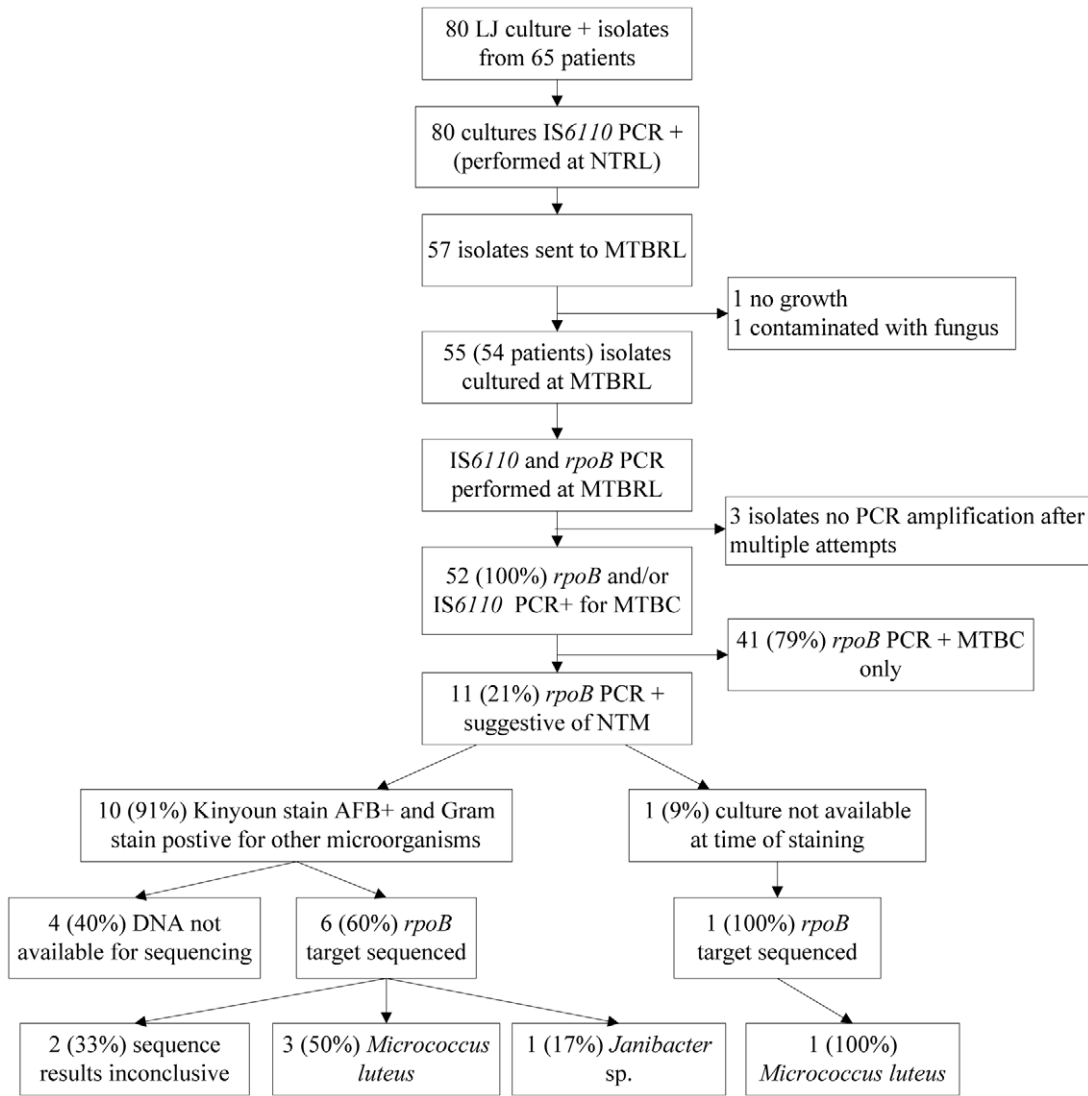 80 LJ culture + isolates
from 65 patients
80 cultures IS6110 PCR +
(performed at NTRL)
57 isolates sent to MTBRL
1 no growth
1 contaminated with fungus
55 (54 patients) isolates
cultured at MTBRL
IS6110 and rpoB PCR
performed at MTBRL
3 isolates no PCR amplification after
multiple attempts
52 (100%) rpoB and/or
IS6110 PCR+ for MTBC
41 (79%) rpoB PCR + MTBC
only
11 (21%) rpoB PCR +
suggestive of NTM
10 (91%) Kinyoun stain AFB+ and Gram
stain postive for other microorganisms
1 (9%) culture not available
at time of staining
4 (40%) DNA not
available for sequencing
6 (60%) rpoB
target sequenced
1 (100%) rpoB
target sequenced
2 (33%) sequence
results inconclusive
3 (50%) Micrococcus
luteus
1 (17%) Janibacter
sp.
1 (100%)
Micrococcus luteus